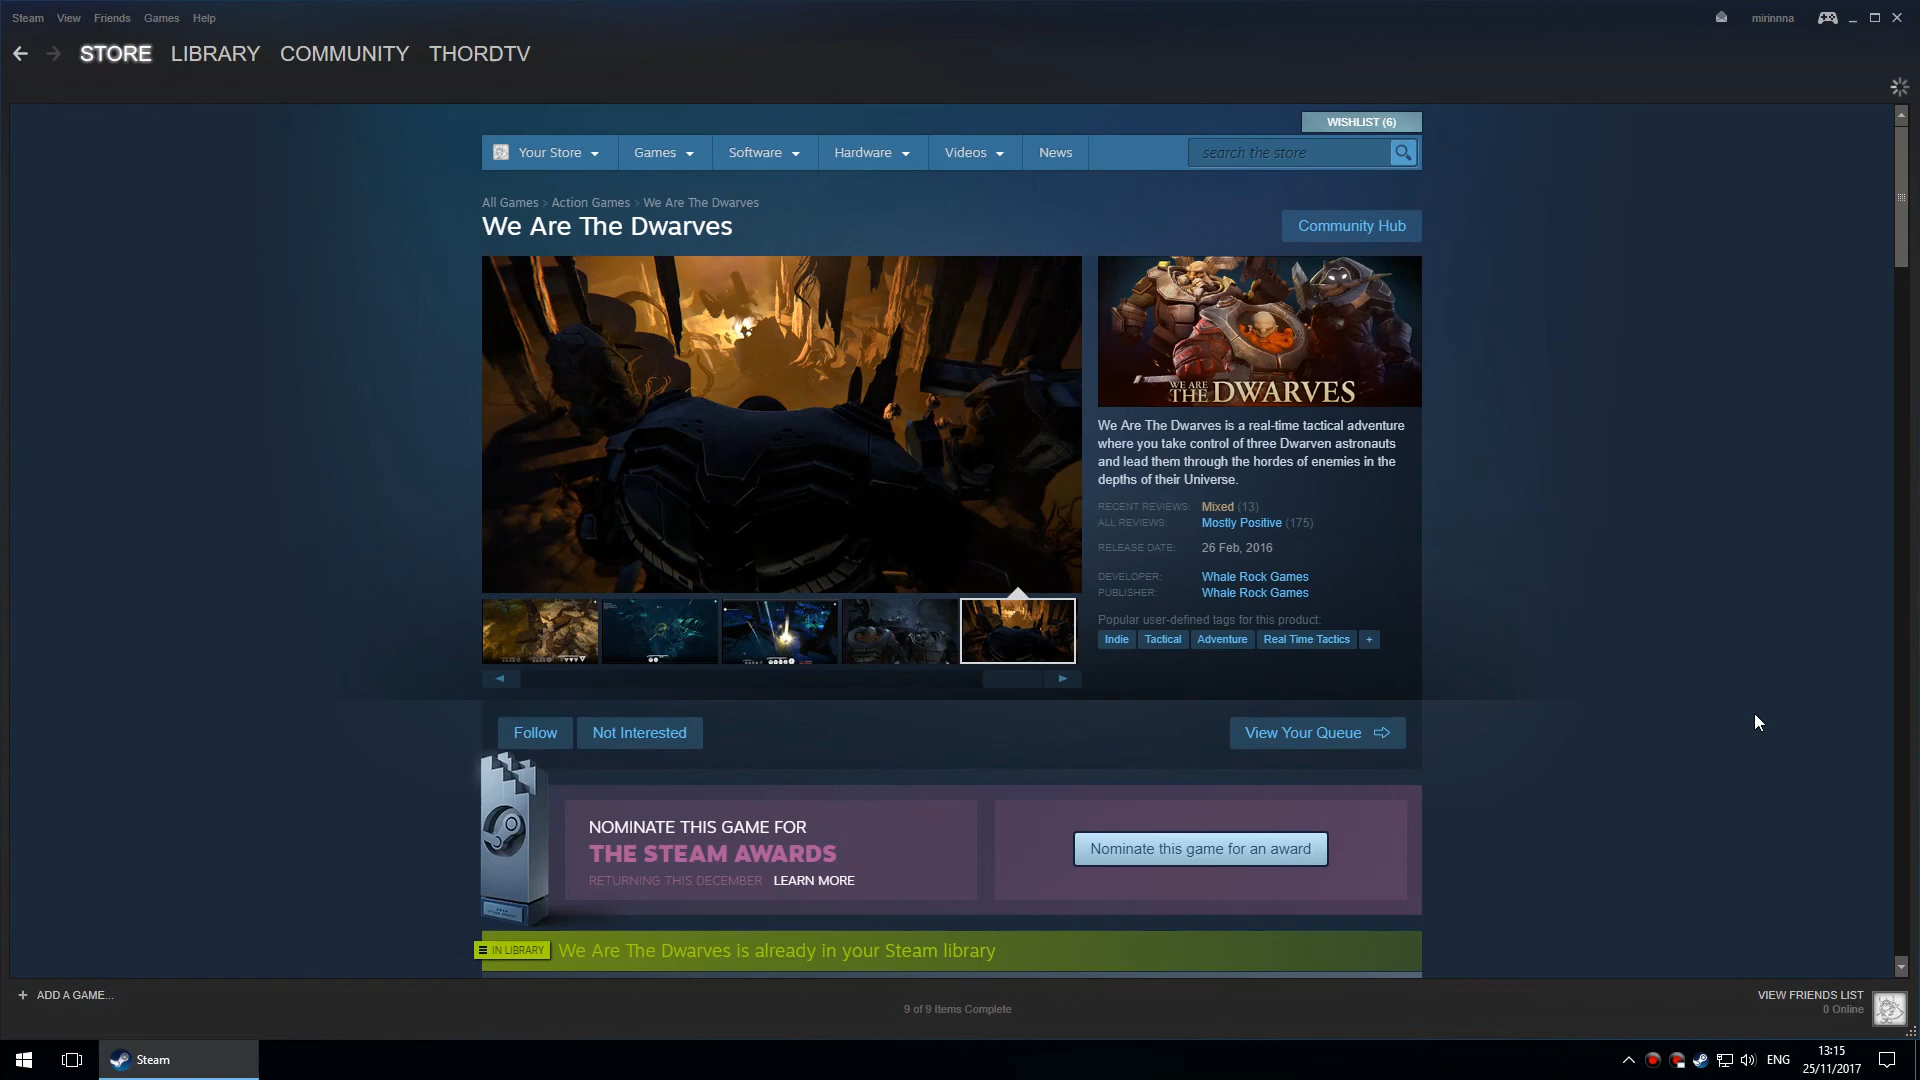 Steam View Friends Games Help
mirinnna
STORE LIBRARY COMMUNITY THORDTV
WISHLIST (6)
Your Store Games Software Hardware Videos News
search the store
All Games > Action Games > We Are The Dwarves
We Are The Dwarves
Community Hub
WE ARE
THE DWARVES
We Are The Dwarves is a real-time tactical adventure
where you take control of three Dwarven astronauts
and lead them through the hordes of enemies in the
depths of their Universe.
RECENT REVIEWS: Mixed (13)
ALL REVIEWS: Mostly Positive (175)
RELEASE DATE: 26 Feb, 2016
DEVELOPER: Whale Rock Games
PUBLISHER: Whale Rock Games
Popular user-defined tags for this product:
Indie Tactical Adventure Real Time Tactics +
Follow Not Interested View Your Queue
NOMINATE THIS GAME FOR
THE STEAM AWARDS
RETURNING THIS DECEMBER LEARN MORE
Nominate this game for an award
IN LIBRARY We Are The Dwarves is already in your Steam library
+ ADD A GAME...
9 of 9 Items Complete
VIEW FRIENDS LIST
0 Online
Steam
ENG
13:15
25/11/2017